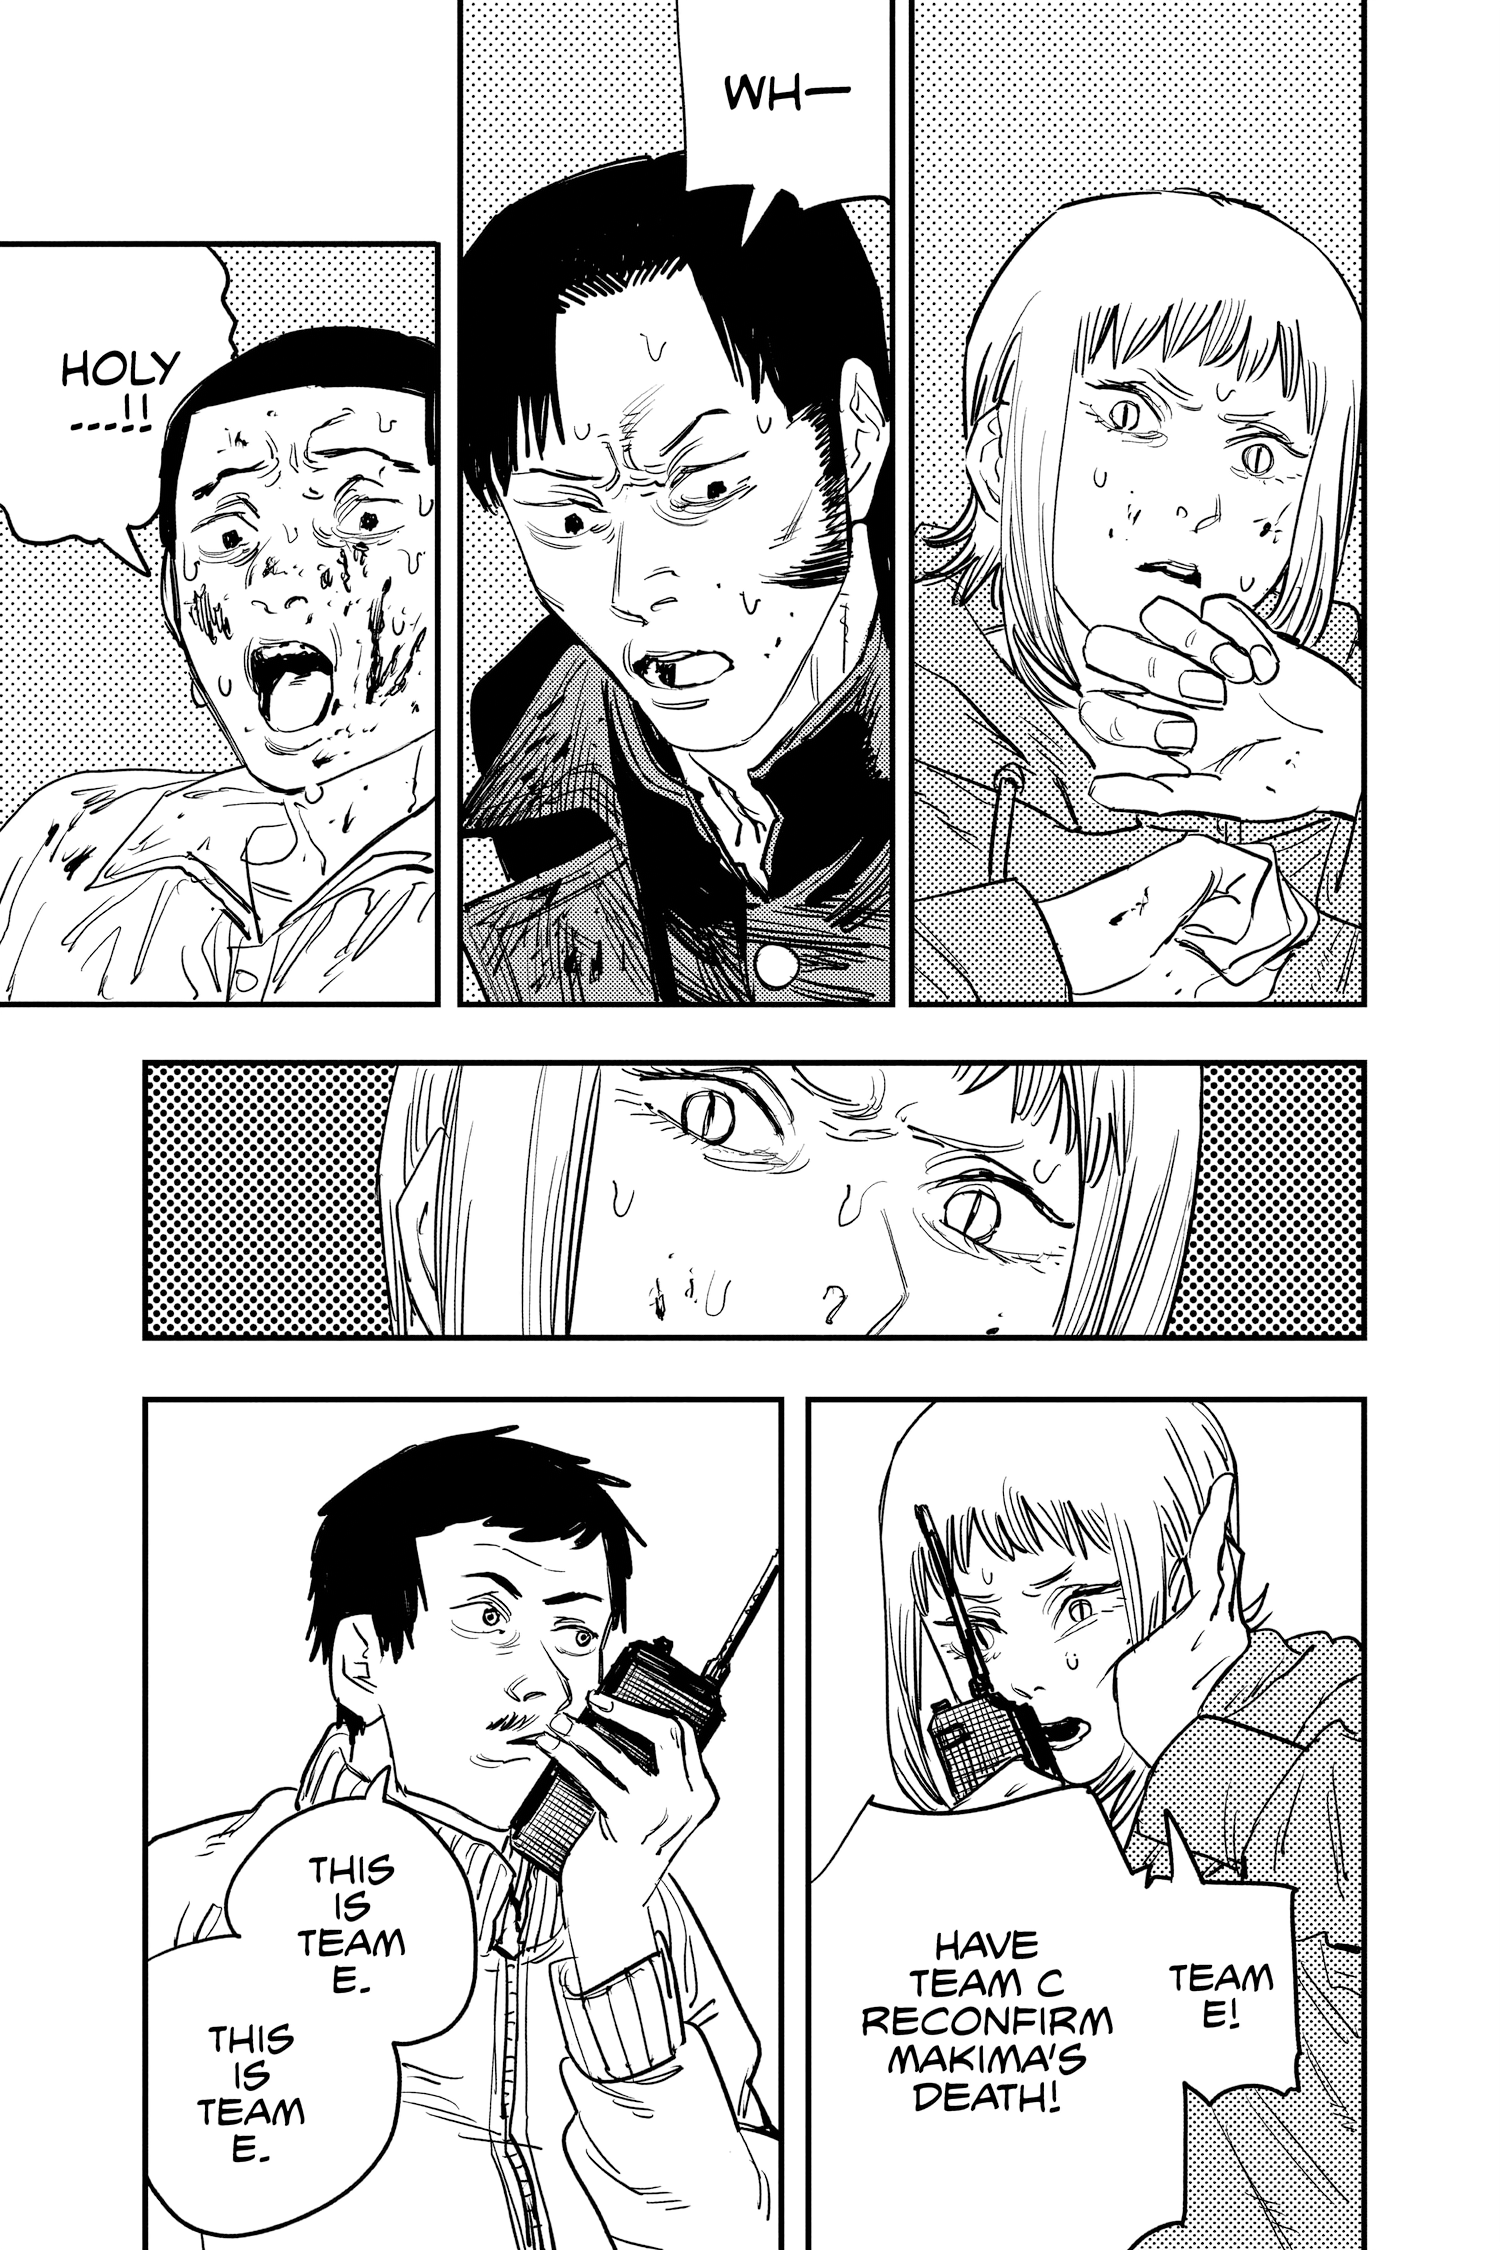 WH—
HOLY
...!!
TEAM
E!
HAVE
TEAM C
RECONFIRM
MAKIMA'S
DEATH!
THIS
IS
TEAM
E.
THIS
IS
TEAM
E.